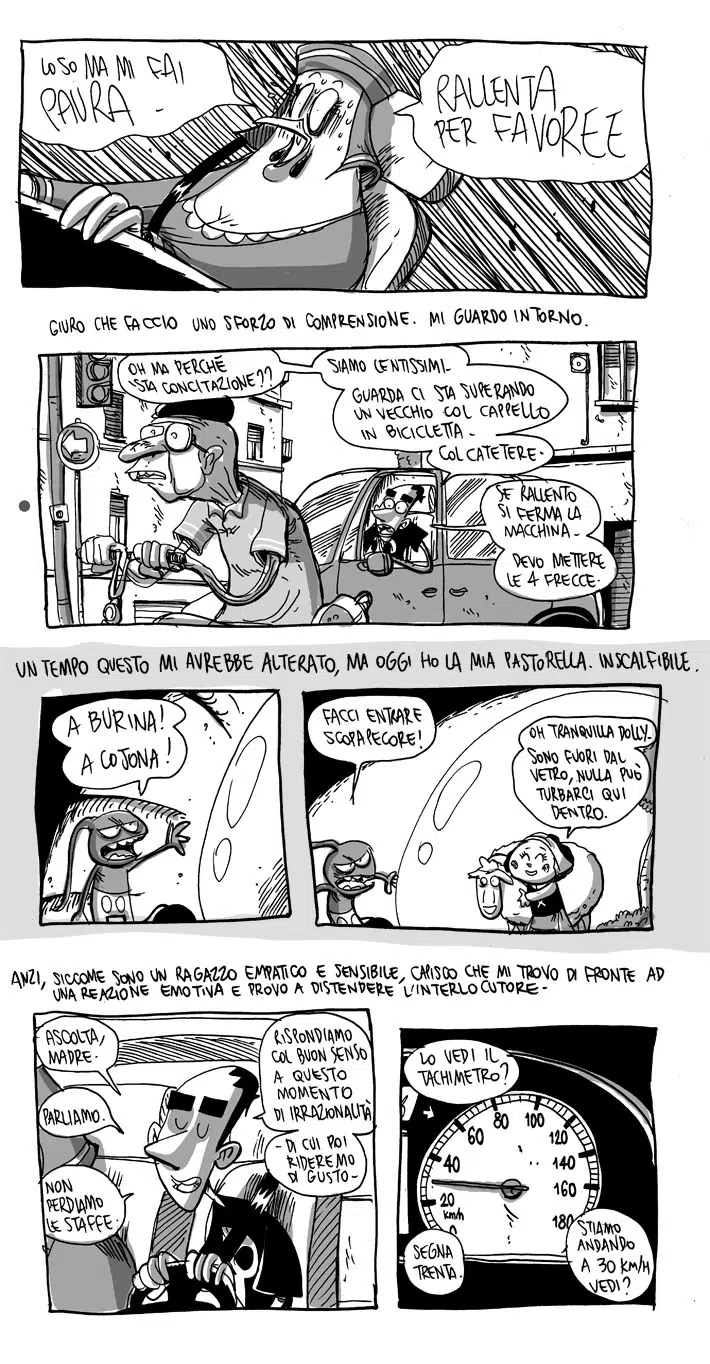 LO SO MA MI FAI
PAURA -
RALLENTA
PER FAVOREE
GIURO CHE FACCIO UNO SFORZO DI COMPRENSIONE. MI GUARDO INTORNO.
OH MA PERCHÉ
'STA CONCITAZIONE??
SIAMO LENTISSIMI-
GUARDA CI STA SUPERANDO
UN VECCHIO COL CAPPELLO
IN BICICLETTA-
COL CATETERE.
SE RALLENTO
SI FERMA LA
MACCHINA-
DEVO METTERE
LE 4 FRECCE.
UN TEMPO QUESTO MI AVREBBE ALTERATO, MA OGGI HO LA MIA PASTORELLA. INSCALFIBILE.
A BURINA!
A COJONA!
FACCI ENTRARE
SCOPAPECORE!
OH TRANQUILLA DOLLY-
SONO FUORI DAL
VETRO, NULLA PUÒ
TURBARCI QUI
DENTRO.
ANZI, SICCOME SONO UN RAGAZZO EMPATICO E SENSIBILE, CAPISCO CHE MI TROVO DI FRONTE AD
UNA REAZIONE EMOTIVA E PROVO A DISTENDERE L'INTERLOCUTORE-
ASCOLTA,
MADRE.
PARLIAMO.
NON
PERDIAMO
LE STAFFE.
RISPONDIAMO
COL BUON SENSO
A QUESTO
MOMENTO
DI IRRAZIONALITÀ
- DI CUI POI
RIDEREMO
DI GUSTO-
LO VEDI IL
TACHIMETRO?
0
20
40
60
80
100
120
140
160
180
km/h
SEGNA
TRENTA.
STIAMO
ANDANDO
A 30 KM/H
VEDI?